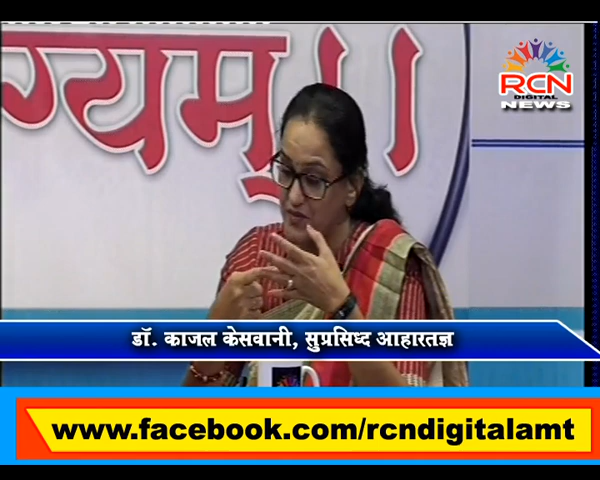 ग्यम् ।।
RCN
DIGITAL
NEWS
डॉ. काजल केसवानी, सुप्रसिध्द आहारतज्ञ
www.facebook.com/rcndigitalamt